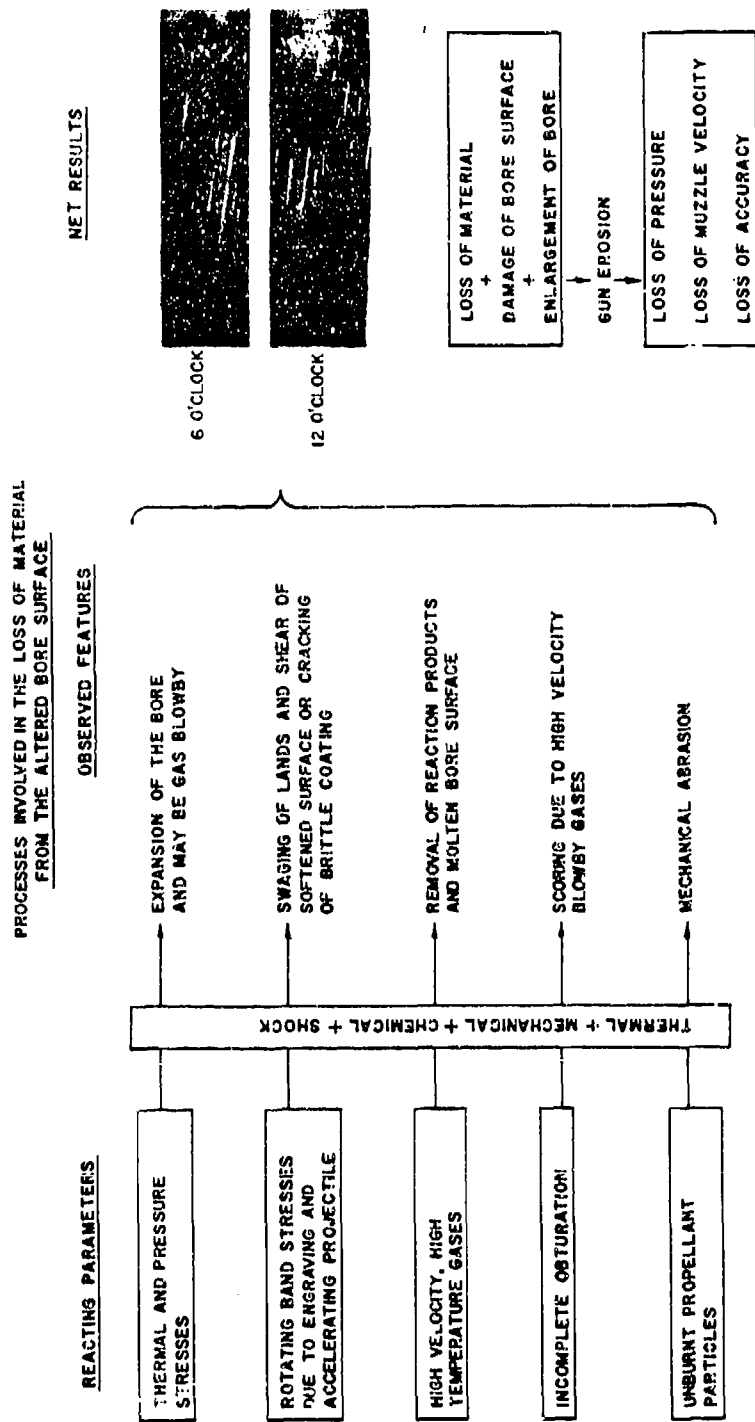 PROCESSES INVOLVED IN THE LOSS OF MATERIAL
FROM THE ALTERED BORE SURFACE
REACTING PARAMETERS
OBSERVED FEATURES
NET RESULTS
THERMAL AND PRESSURE
STRESSES
ROTATING BAND STRESSES
DUE TO ENGRAVING AND
ACCELERATING PROJECTILE
HIGH VELOCITY, HIGH
TEMPERATURE GASES
INCOMPLETE OBTURATION
UNBURNT PROPELLANT
PARTICLES
THERMAL + MECHANICAL + CHEMICAL + SHOCK
EXPANSION OF THE BORE
AND MAY BE GAS BLOWBY
SWAGING OF LANDS AND SHEAR OF
SOFTENED SURFACE OR CRACKING
OF BRITTLE COATING
REMOVAL OF REACTION PRODUCTS
AND MOLTEN BORE SURFACE
SCORING DUE TO HIGH VELOCITY
BLOWBY GASES
MECHANICAL ABRASION
6 O'CLOCK
12 O'CLOCK
LOSS OF MATERIAL
+
DAMAGE OF BORE SURFACE
+
ENLARGEMENT OF BORE
GUN EROSION
LOSS OF PRESSURE
LOSS OF MUZZLE VELOCITY
LOSS OF ACCURACY